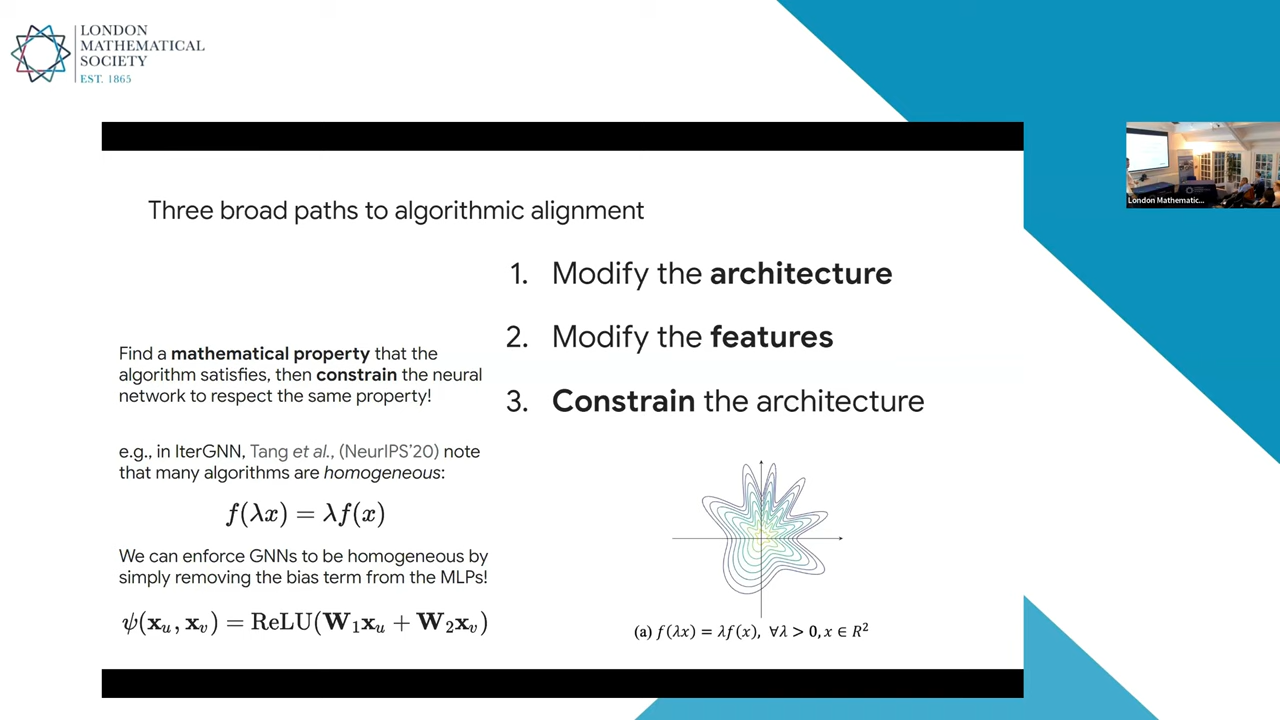 LONDON
MATHEMATICAL
SOCIETY
EST. 1865
Three broad paths to algorithmic alignment
1. Modify the architecture
2. Modify the features
3. Constrain the architecture
Find a mathematical property that the
algorithm satisfies, then constrain the neural
network to respect the same property!
e.g., in IterGNN, Tang et al., (NeurIPS'20) note
that many algorithms are homogeneous:
f(λx) = λf(x)
We can enforce GNNs to be homogeneous by
simply removing the bias term from the MLPs!
ψ(𝐱ᵤ, 𝐱ᵥ) = ReLU(𝐖₁𝐱ᵤ + 𝐖₂𝐱ᵥ)
(a) f(λx) = λf(x), ∀λ > 0, x ∈ R²
London Mathematic...